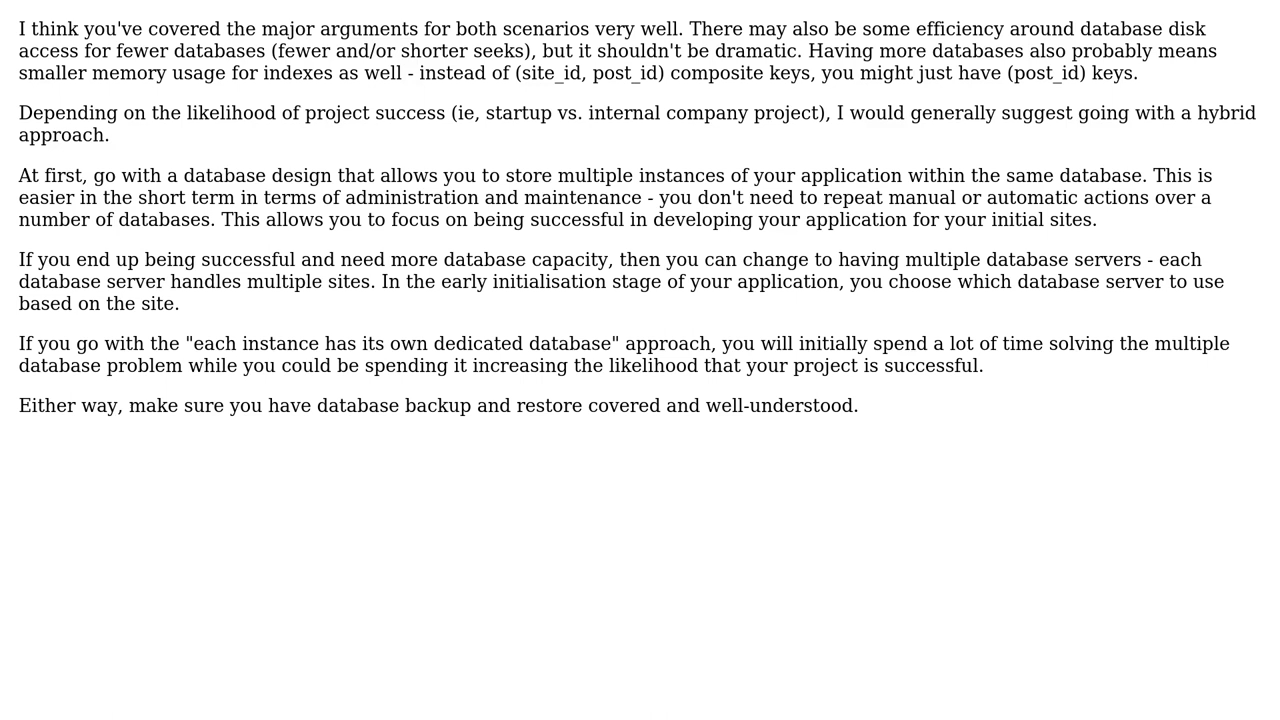 I think you've covered the major arguments for both scenarios very well. There may also be some efficiency around database disk
access for fewer databases (fewer and/or shorter seeks), but it shouldn't be dramatic. Having more databases also probably means
smaller memory usage for indexes as well - instead of (site_id, post_id) composite keys, you might just have (post_id) keys.
Depending on the likelihood of project success (ie, startup vs. internal company project), I would generally suggest going with a hybrid
approach.
At first, go with a database design that allows you to store multiple instances of your application within the same database. This is
easier in the short term in terms of administration and maintenance - you don't need to repeat manual or automatic actions over a
number of databases. This allows you to focus on being successful in developing your application for your initial sites.
If you end up being successful and need more database capacity, then you can change to having multiple database servers - each
database server handles multiple sites. In the early initialisation stage of your application, you choose which database server to use
based on the site.
If you go with the "each instance has its own dedicated database" approach, you will initially spend a lot of time solving the multiple
database problem while you could be spending it increasing the likelihood that your project is successful.
Either way, make sure you have database backup and restore covered and well-understood.